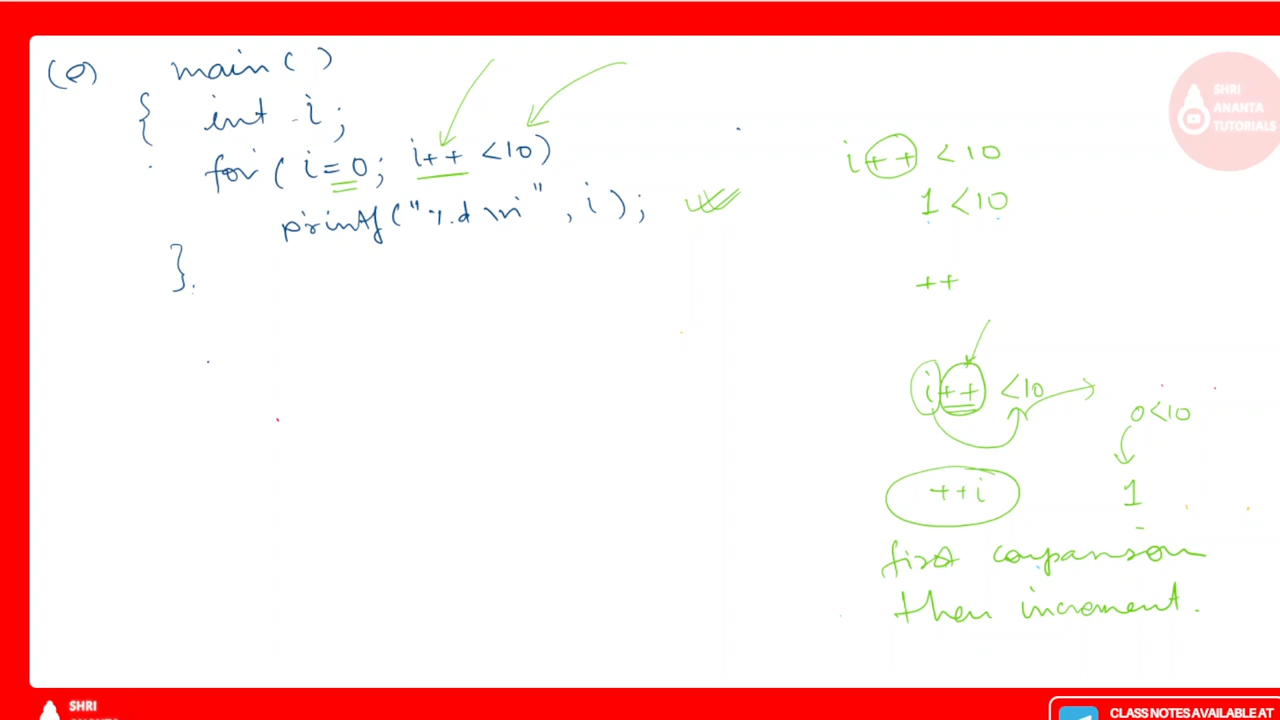 (e) main( )
{ int i;
for( i=0; i++ <10)
printf("%d\n", i);
}.
i++ <10
1 <10
++
i++ <10
0<10
++i
1
first comparison
then increment.
SHRI
ANANTA
TUTORIALS
SHRI
ANANTA
CLASS NOTES AVAILABLE AT